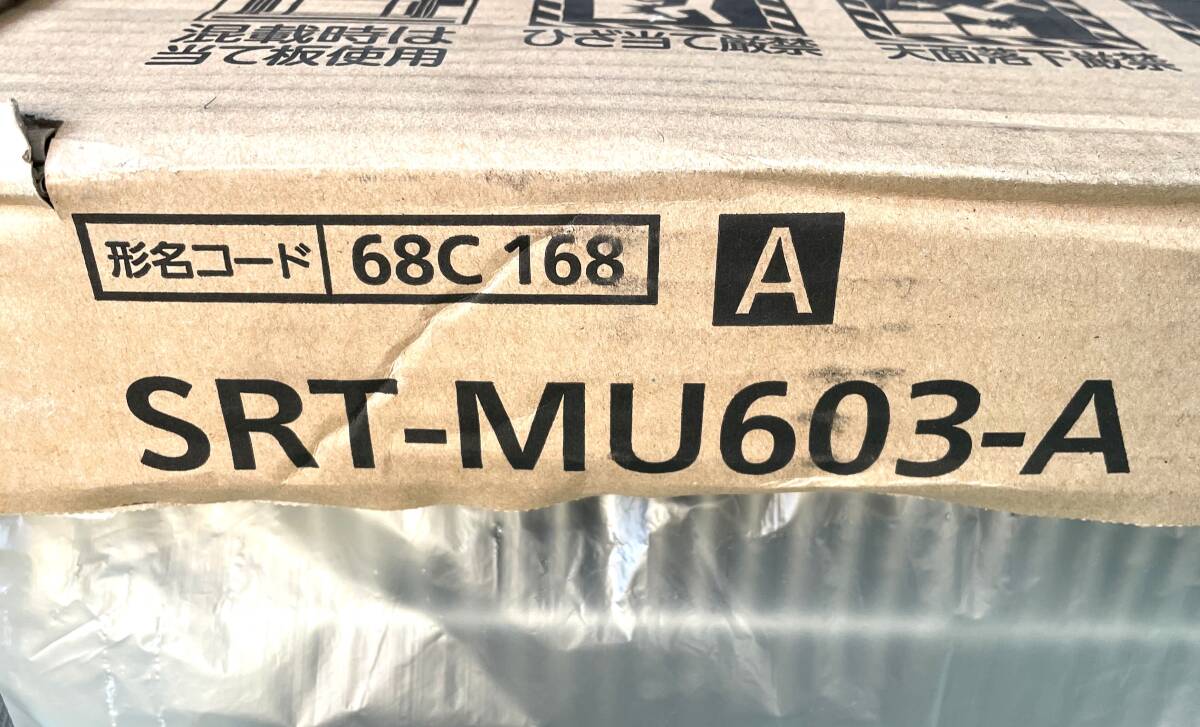 混載時は
当て板使用
ひざ当て厳禁
天面落下厳禁
形名コード 68C 168 A
SRT-MU603-A